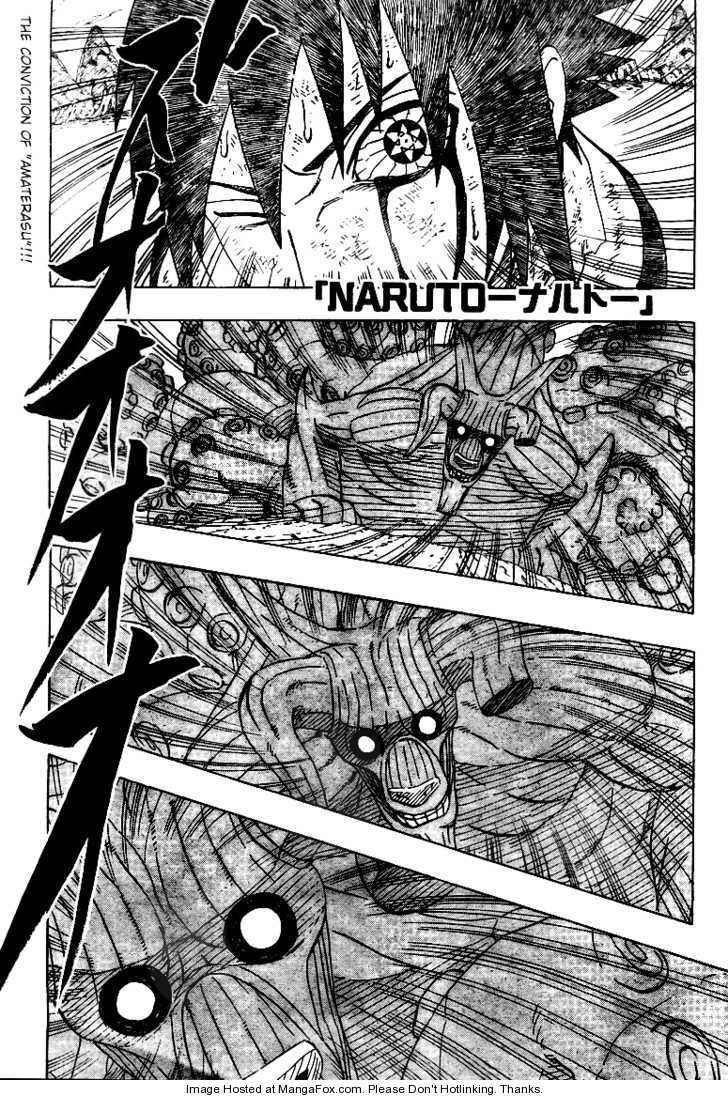 THE CONVICTION OF "AMATERASU"!!!
ズオオオオ
「NARUTOーナルトー」
Image Hosted at MangaFox.com. Please Don't Hotlinking. Thanks.